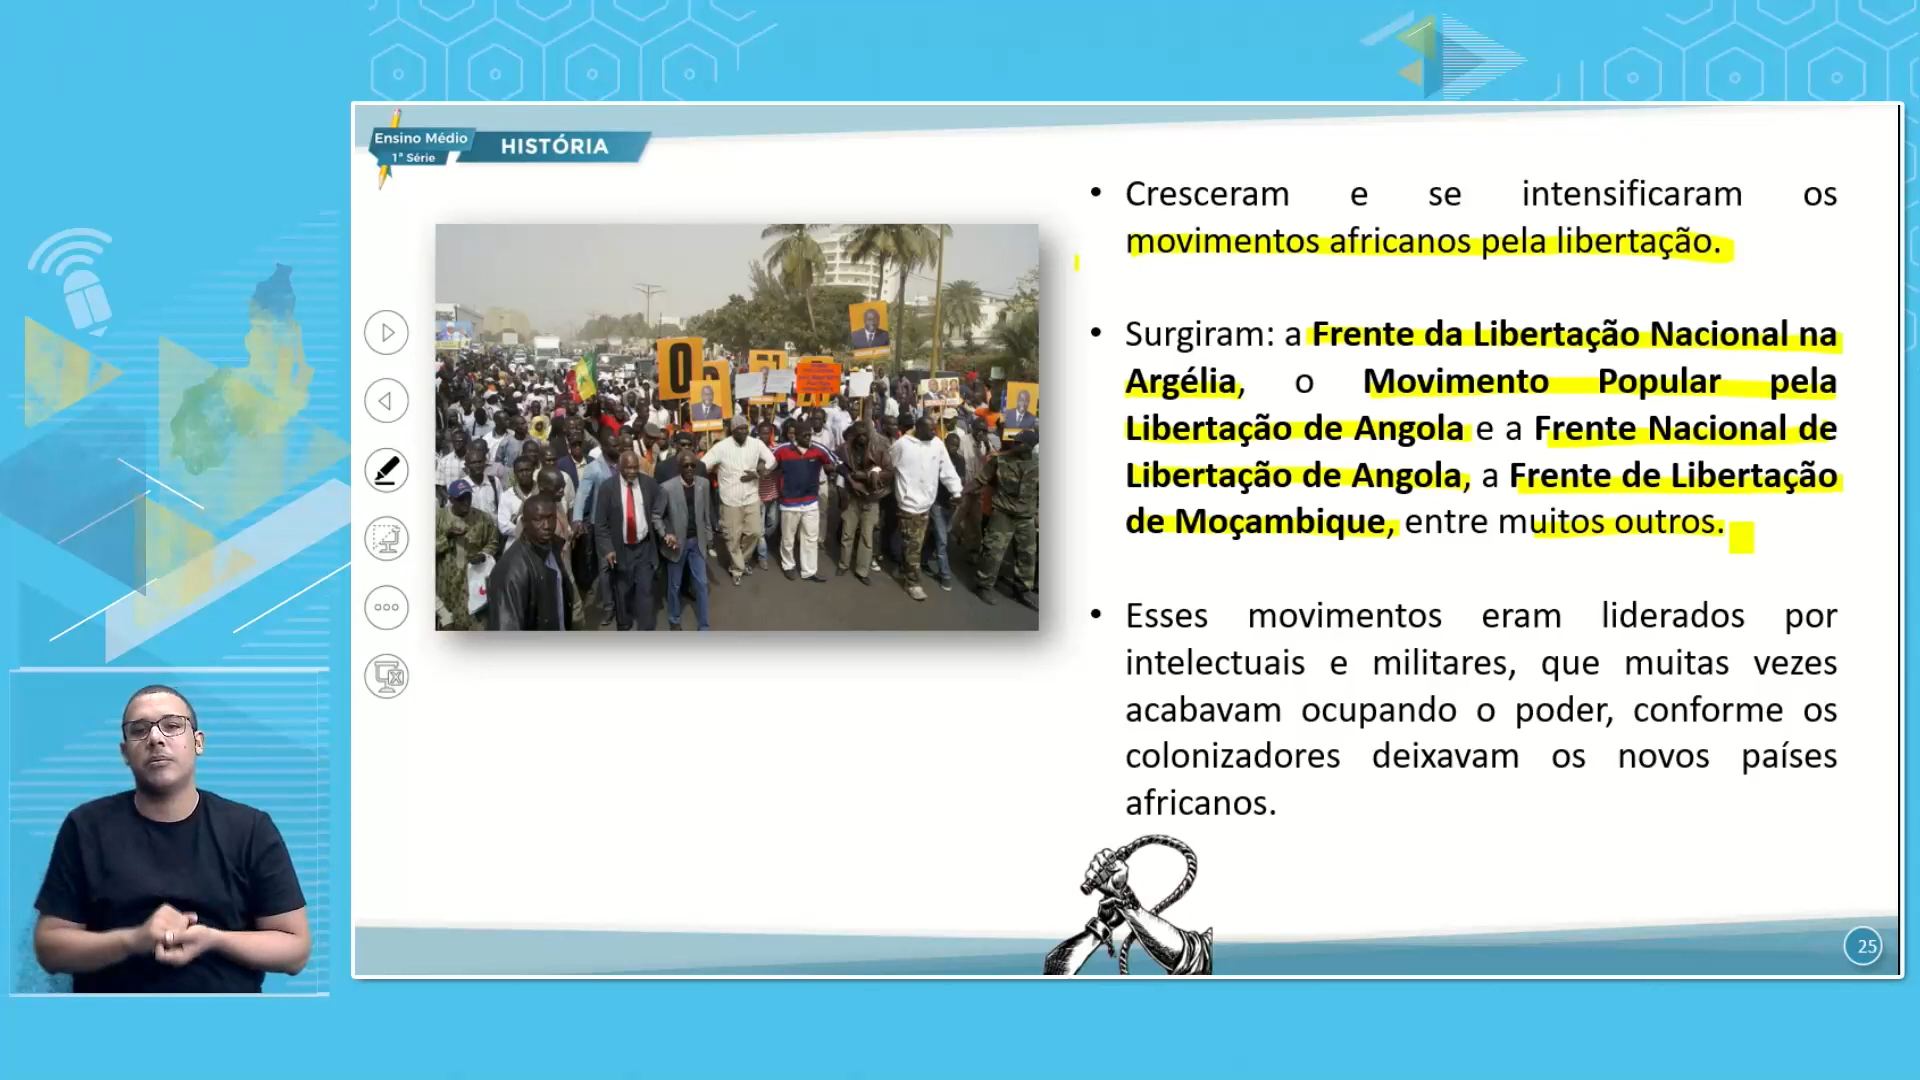 Ensino Médio
1ª Série
HISTÓRIA
• Cresceram e se intensificaram os
movimentos africanos pela libertação.
• Surgiram: a Frente da Libertação Nacional na
Argélia, o Movimento Popular pela
Libertação de Angola e a Frente Nacional de
Libertação de Angola, a Frente de Libertação
de Moçambique, entre muitos outros.
• Esses movimentos eram liderados por
intelectuais e militares, que muitas vezes
acabavam ocupando o poder, conforme os
colonizadores deixavam os novos países
africanos.
25